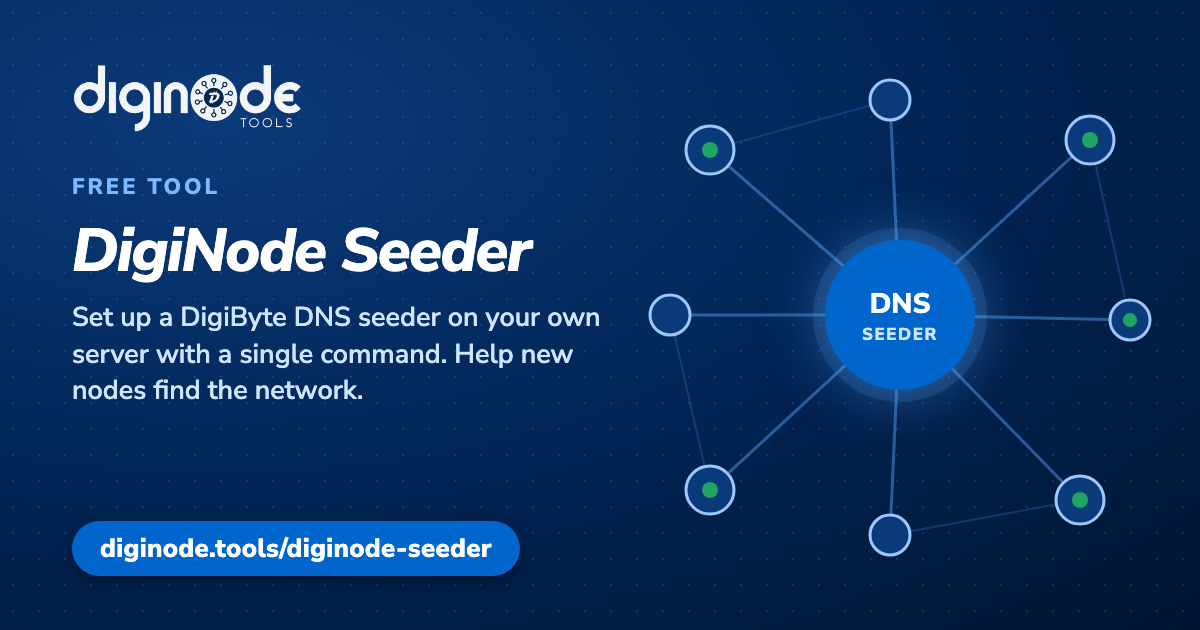 diginode
TOOLS
FREE TOOL
DigiNode Seeder
Set up a DigiByte DNS seeder on your own
server with a single command. Help new
nodes find the network.
diginode.tools/diginode-seeder
DNS
SEEDER